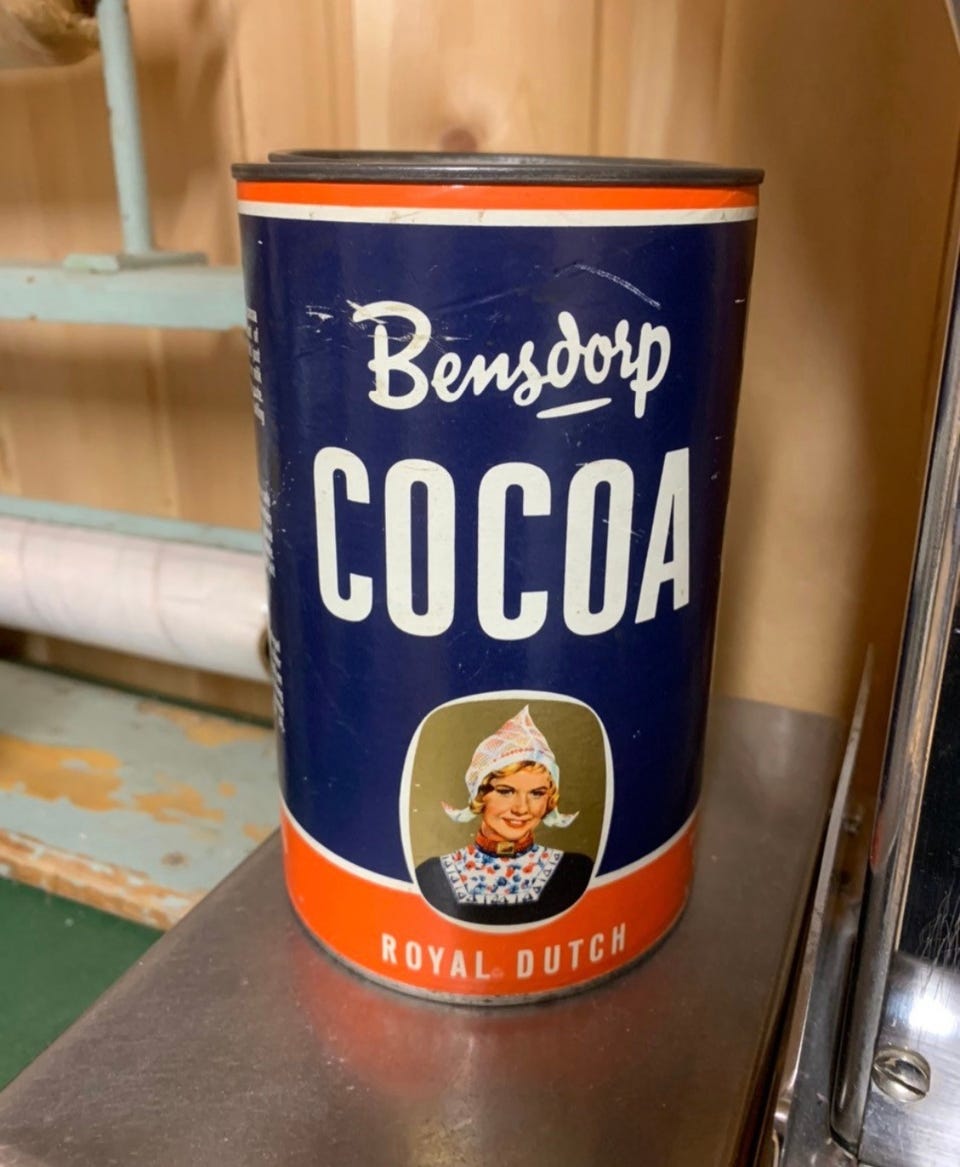 Bensdorp
COCOA
ROYAL DUTCH